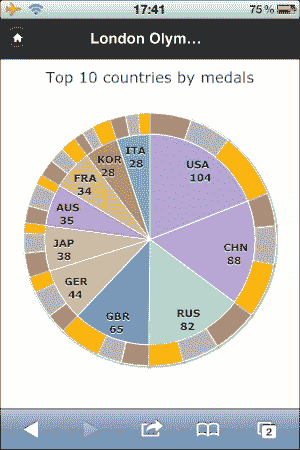 17:41
75 %
London Olym...
Top 10 countries by medals
ITA
28
KOR
28
USA
104
FRA
34
AUS
35
CHN
88
JAP
38
GER
44
RUS
82
GBR
65
2